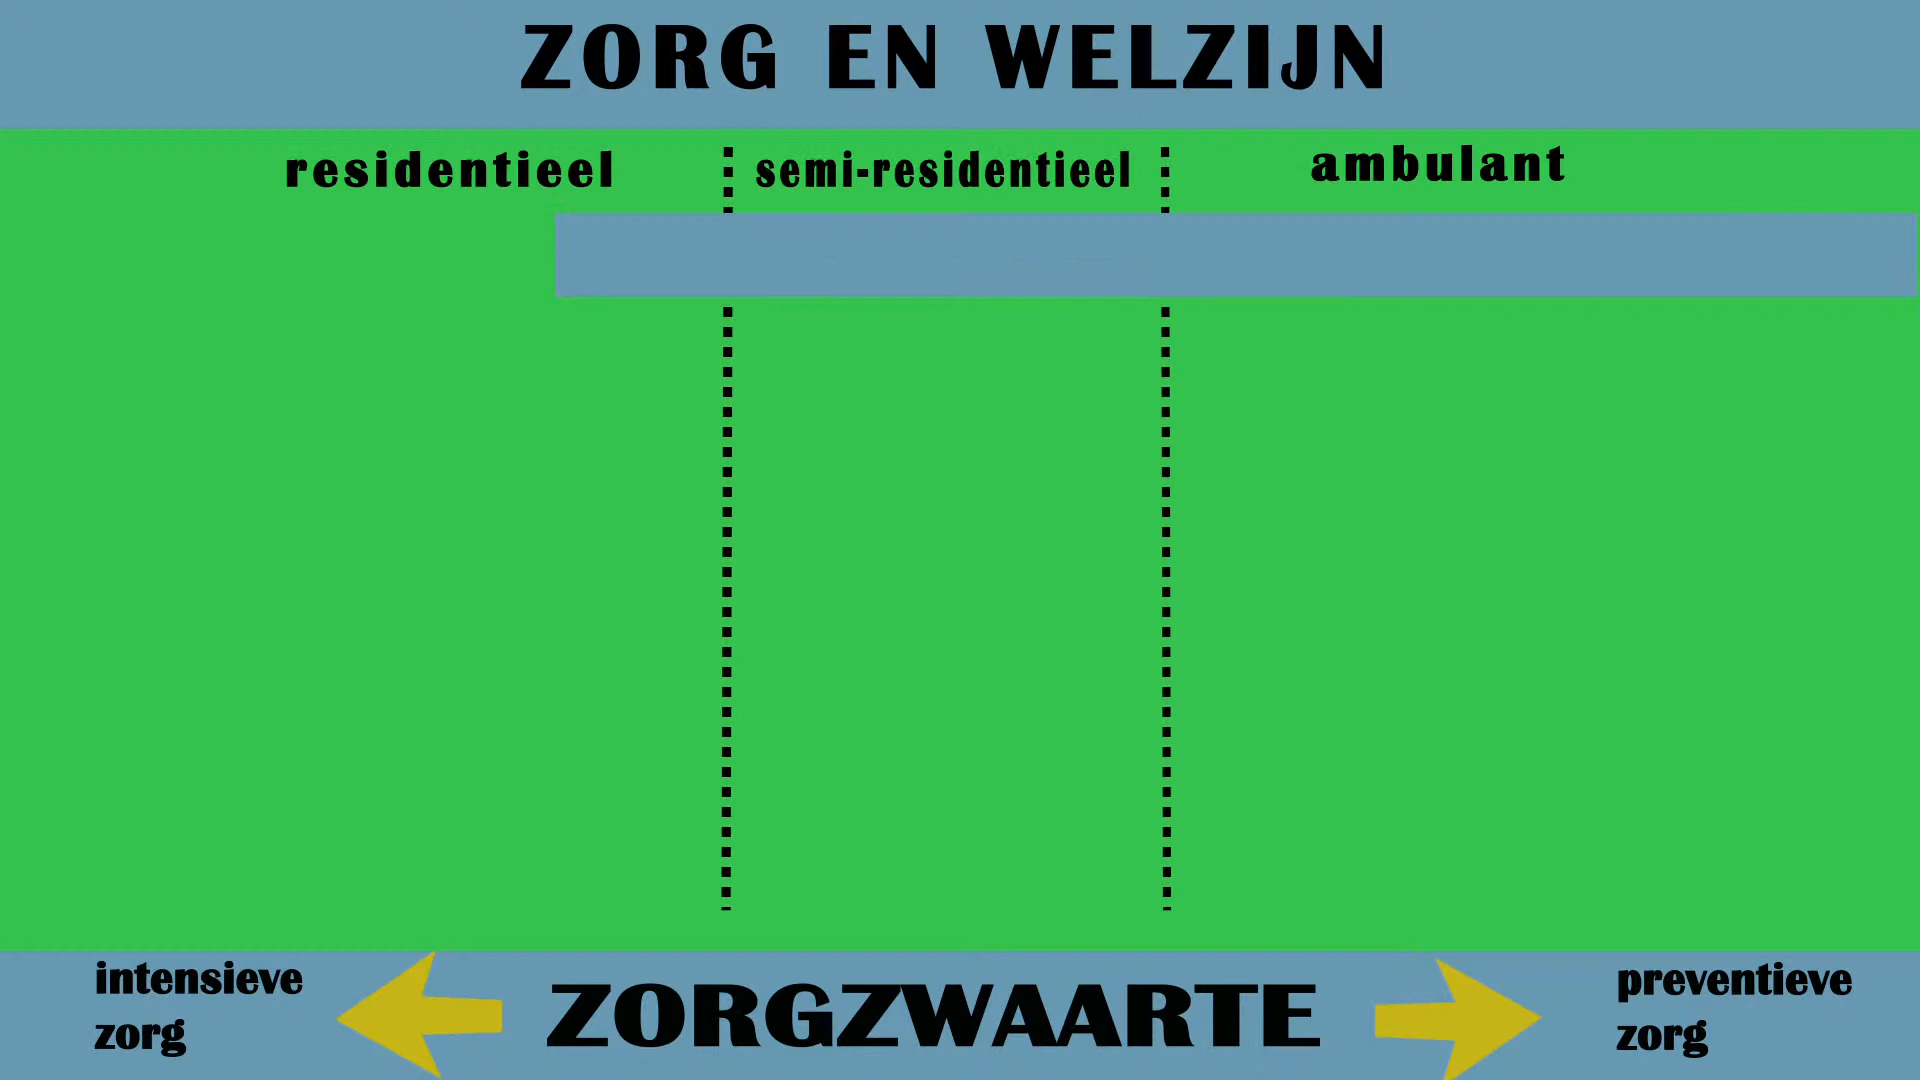 ZORG EN WELZIJN
residentieel semi-residentieel ambulant
intensieve
zorg
ZORGZWAARTE
preventieve
zorg